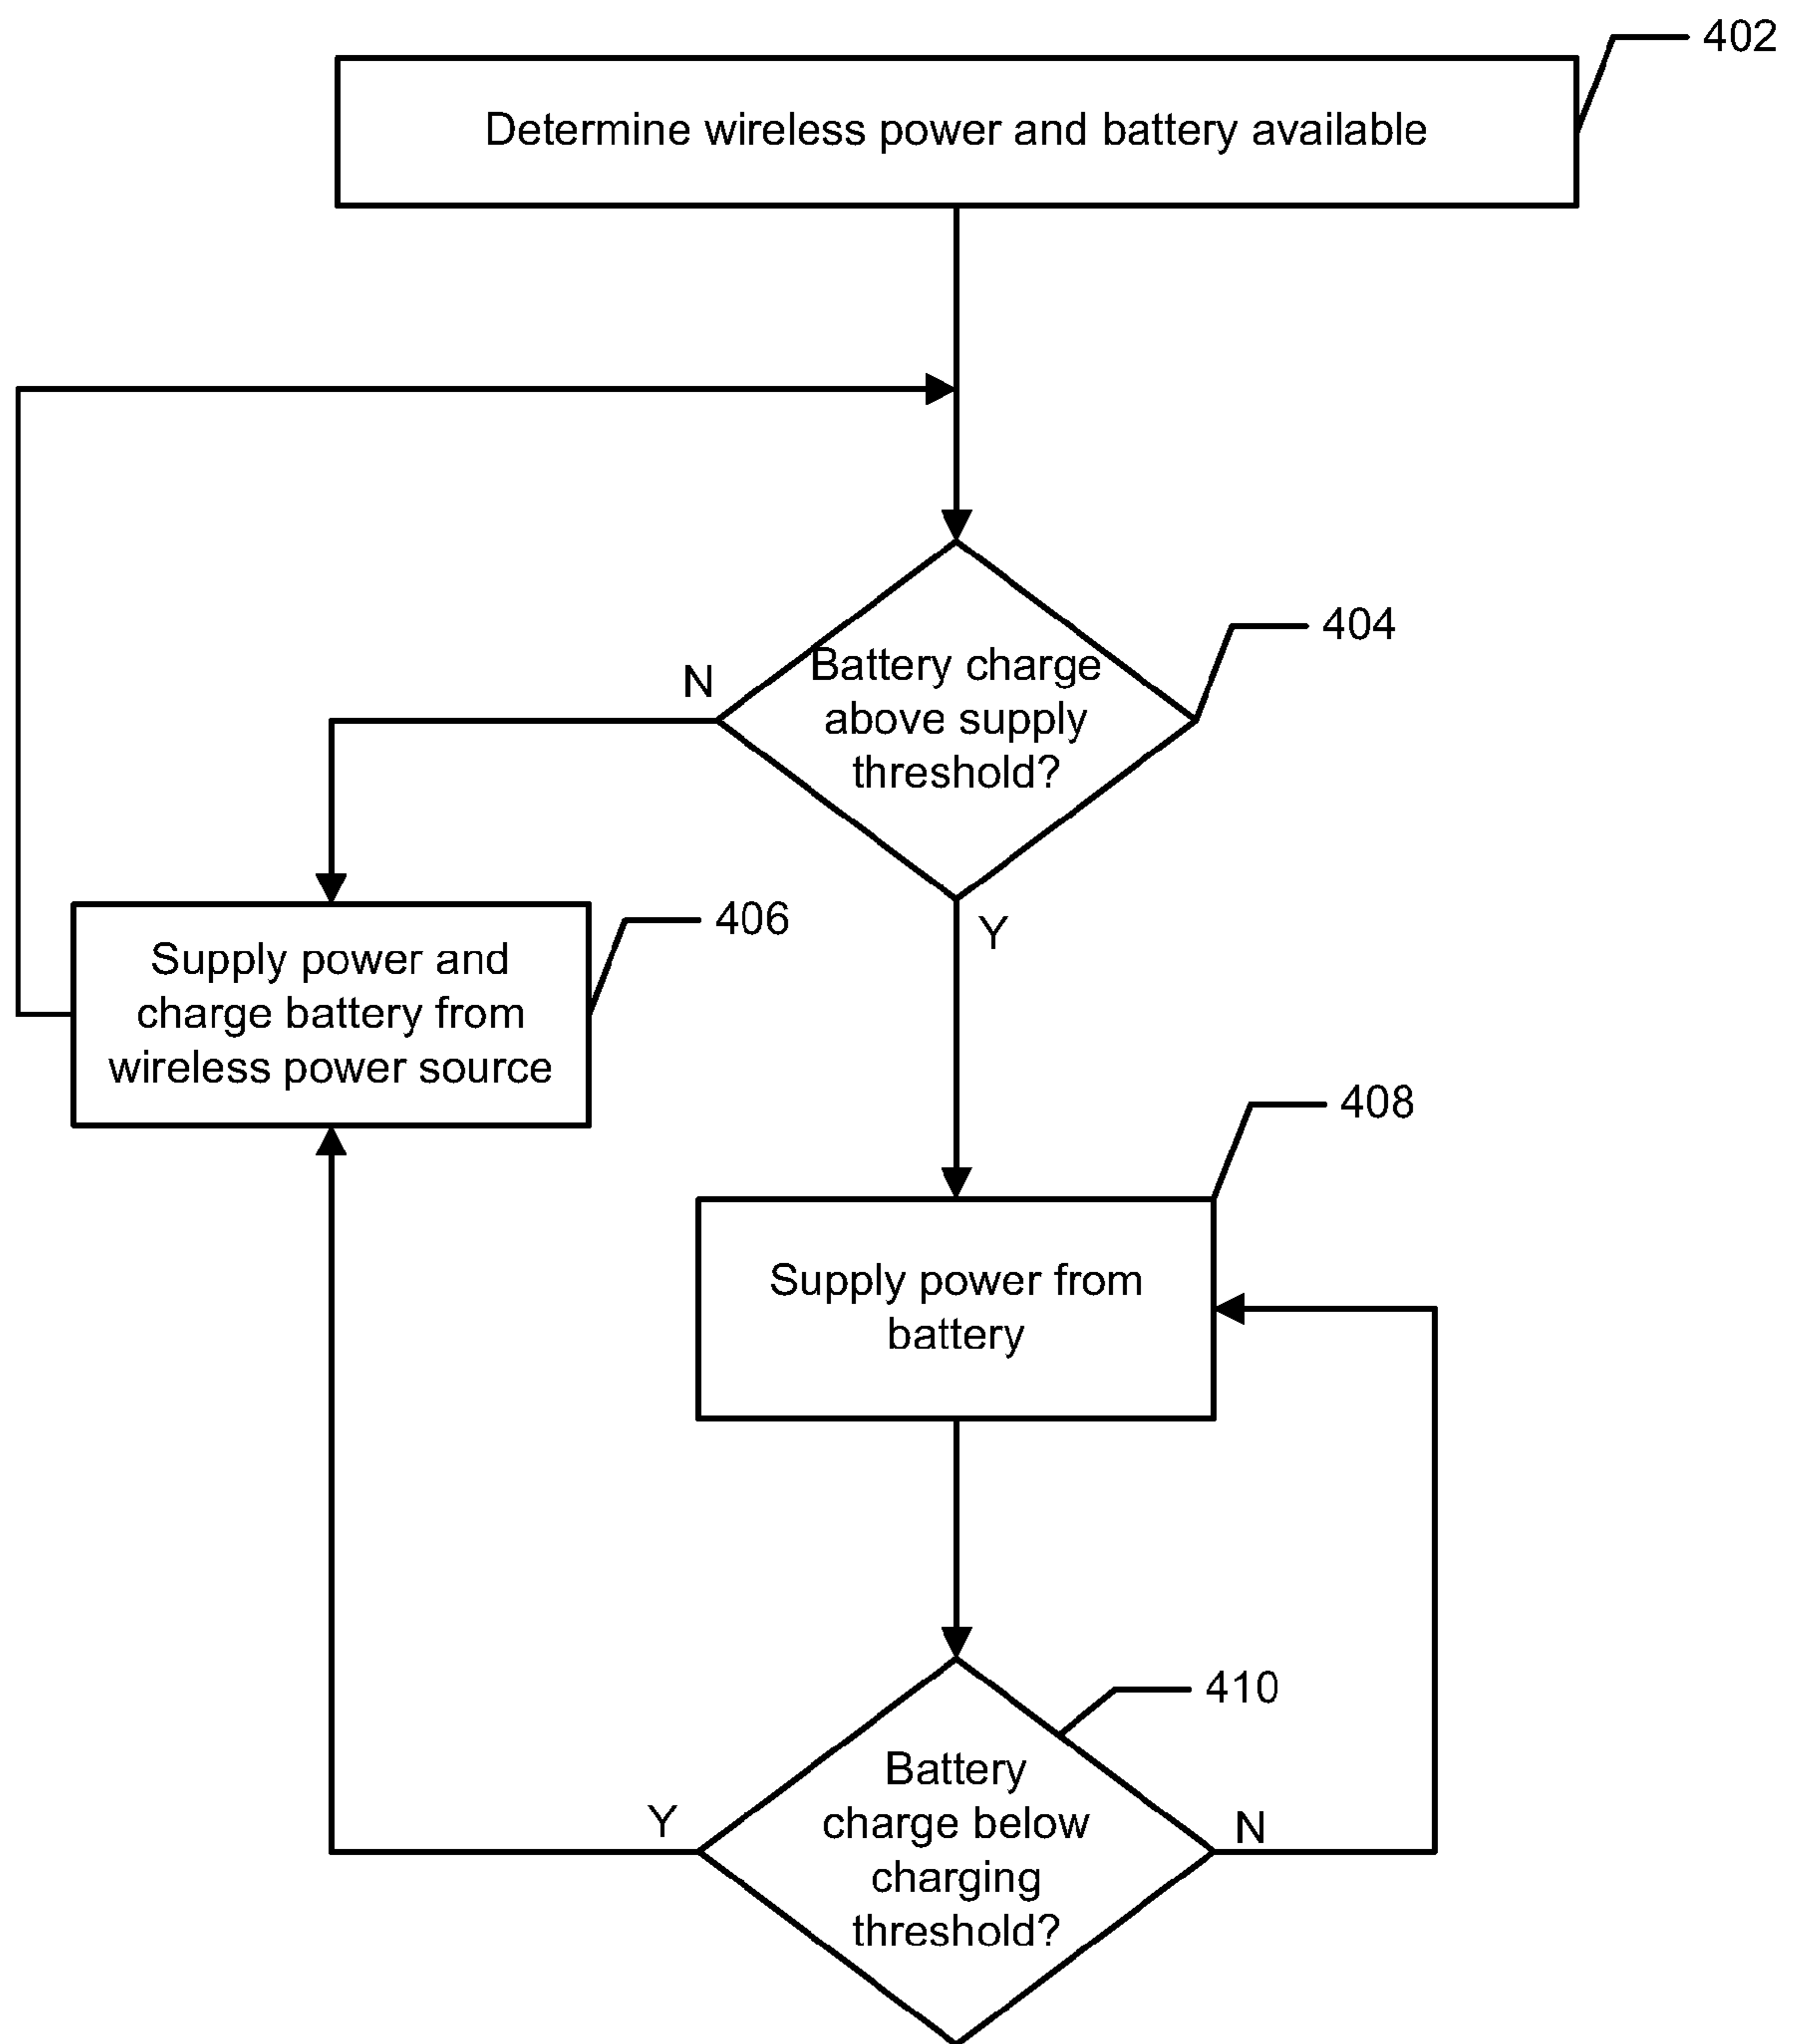 402
Determine wireless power and battery available
404
N
Battery charge
above supply
threshold?
406
Y
Supply power and
charge battery from
wireless power source
408
Supply power from
battery
410
Battery
Y
charge below
N
charging
threshold?